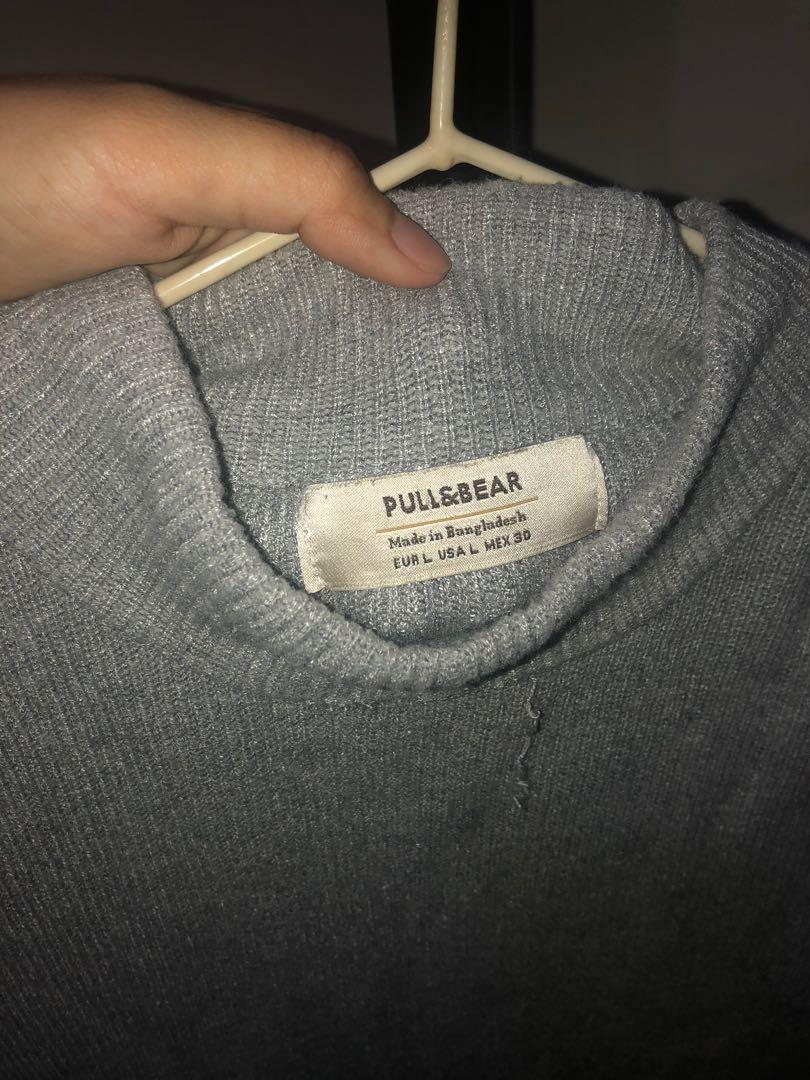 PULL&BEAR
Made in Bangladesh
EUR L USA L MEX 30